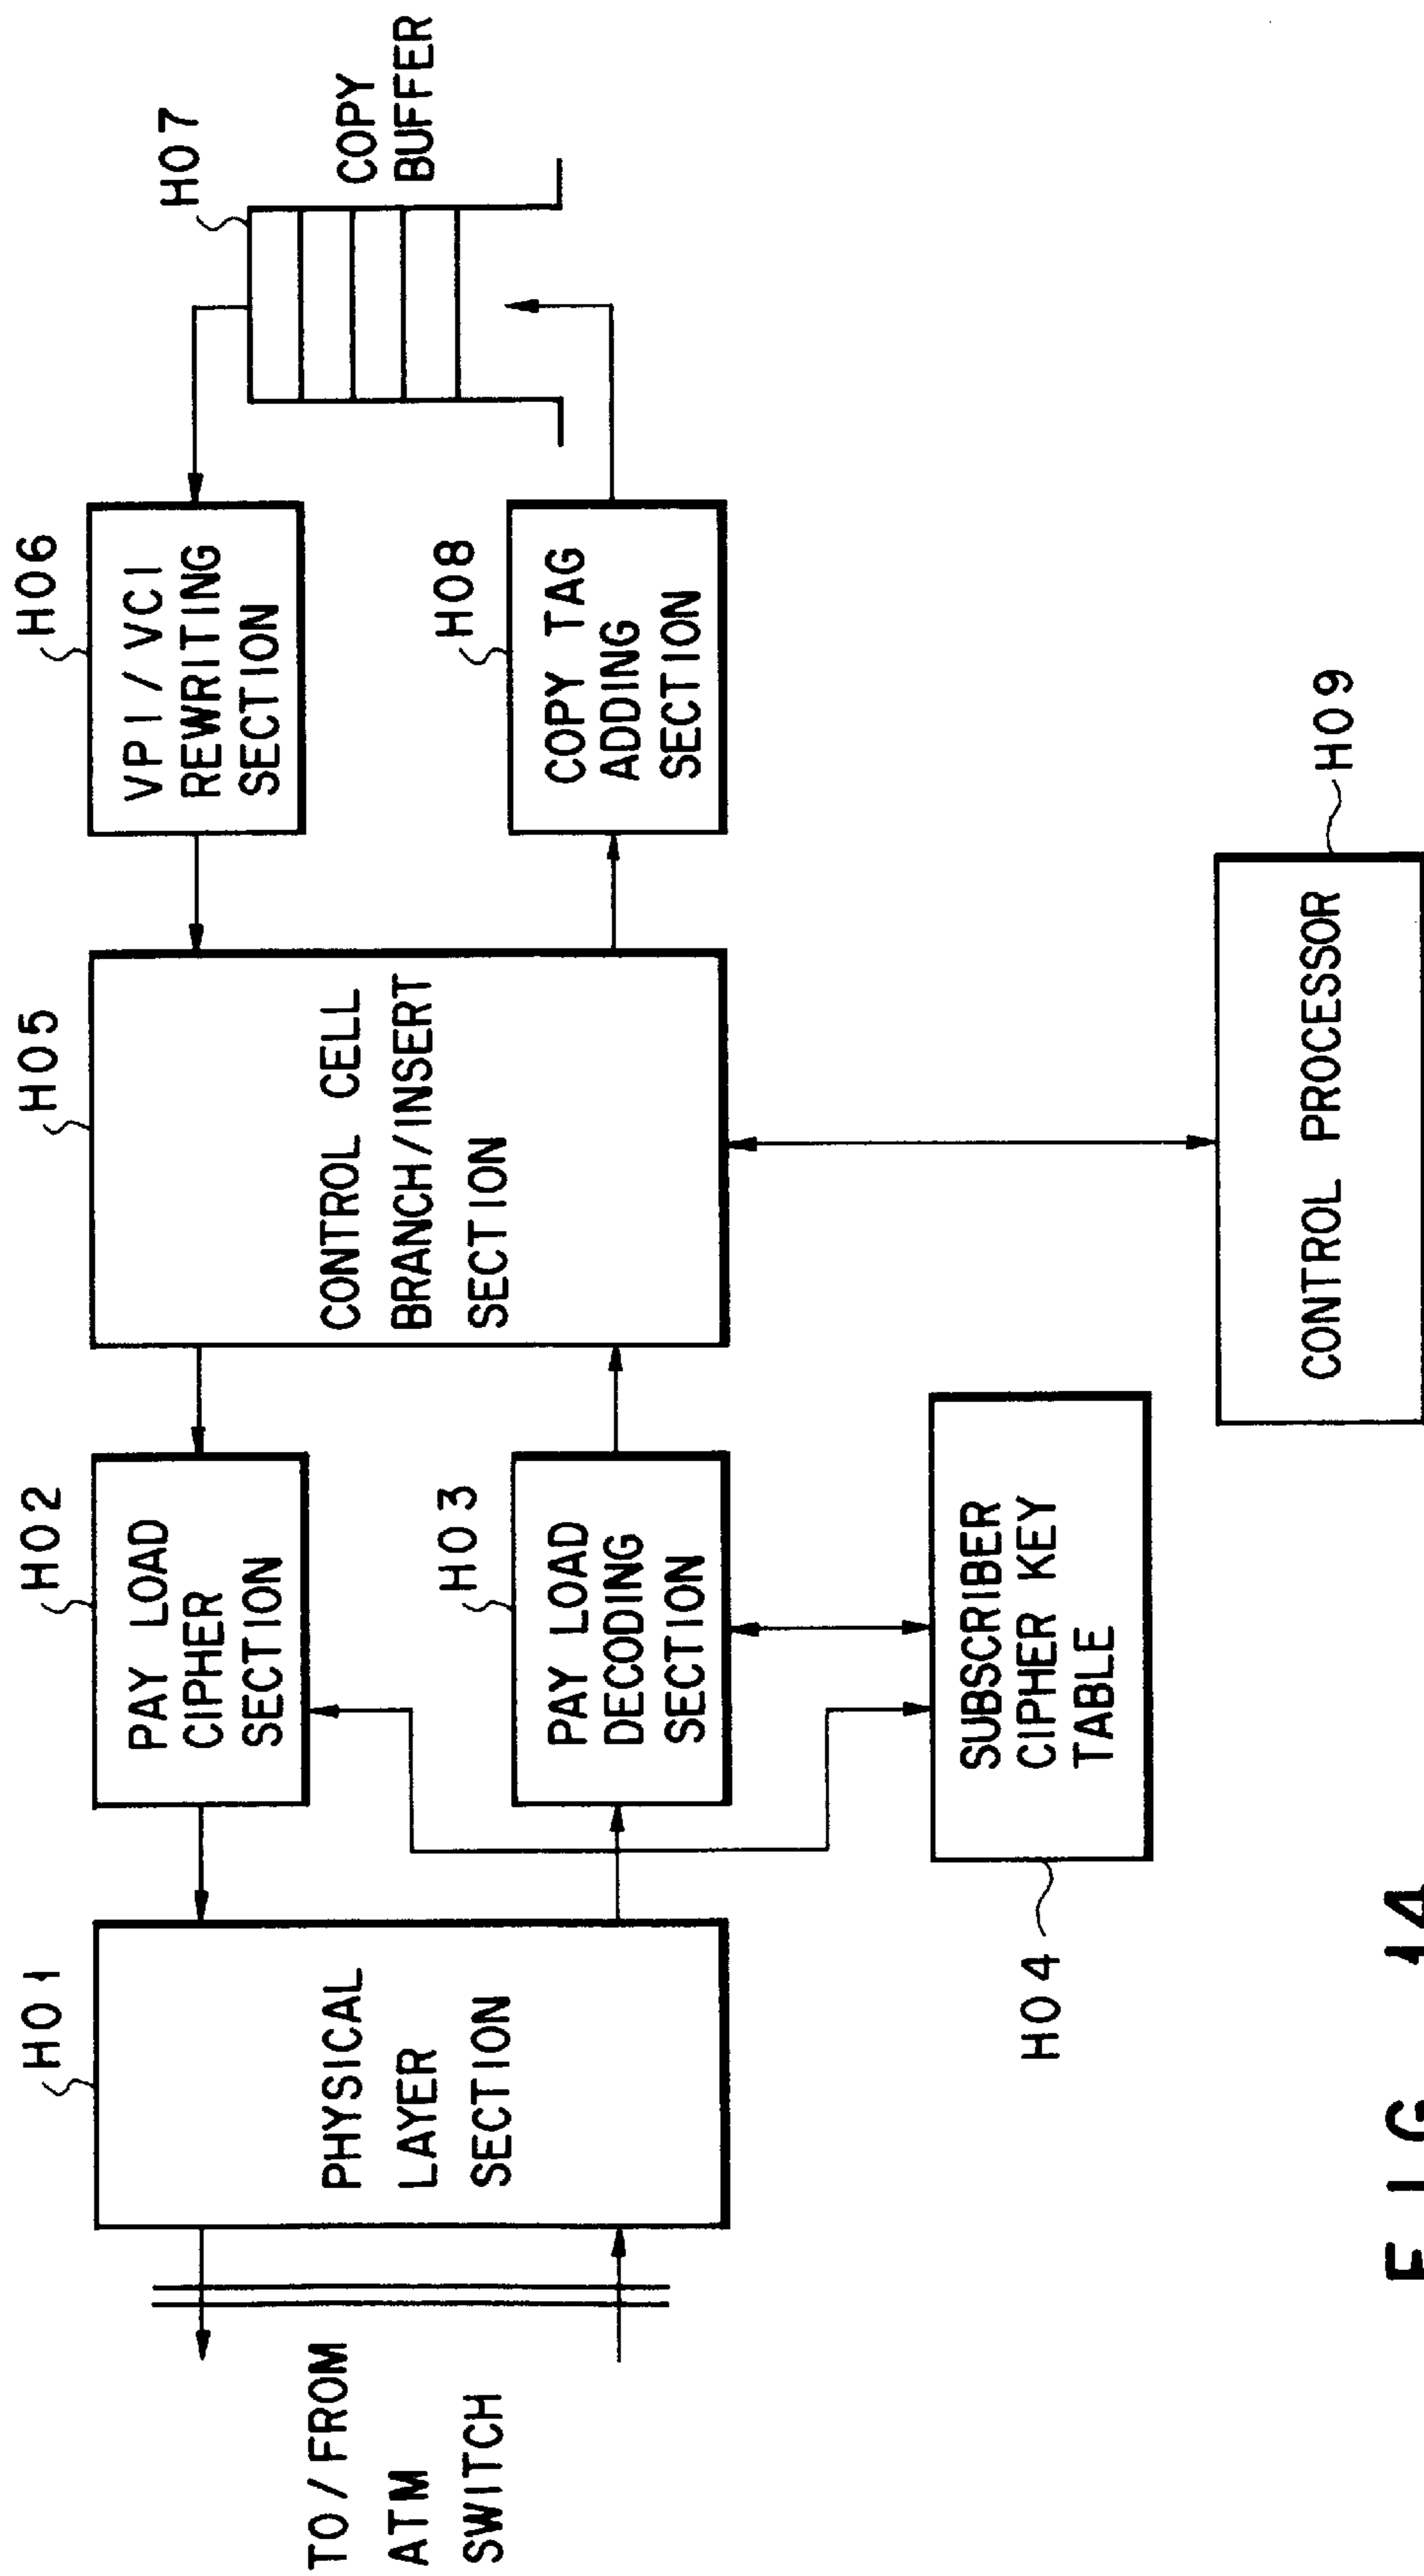 H01
PHYSICAL
LAYER
SECTION
TO/FROM
ATM
SWITCH
H02
PAY LOAD
CIPHER
SECTION
H03
PAY LOAD
DECODING
SECTION
H04
SUBSCRIBER
CIPHER KEY
TABLE
H05
CONTROL CELL
BRANCH/INSERT
SECTION
H06
VPI/VCI
REWRITING
SECTION
H07
COPY
BUFFER
H08
COPY TAG
ADDING
SECTION
H09
CONTROL PROCESSOR
FIG. 14